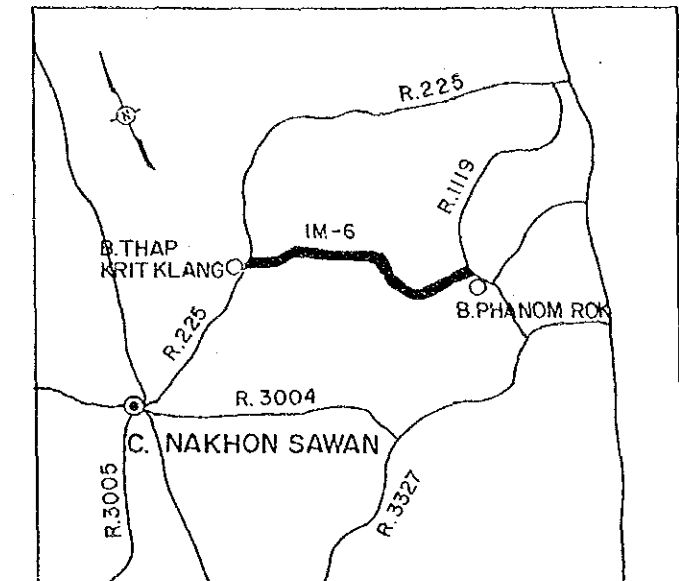 R.225
N
R.1119
IM-6
B.THAP
KRIT KLANG
B.PHANOM ROK
R.225
R.3004
C. NAKHON SAWAN
R.3005
R.3327